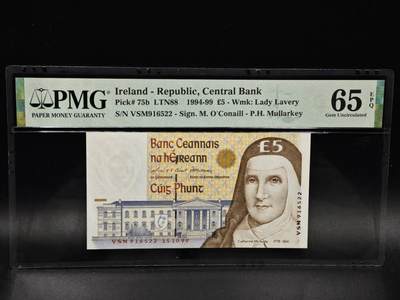 PMG
PAPER MONEY GUARANTY
Ireland - Republic, Central Bank
Pick# 75b LTN88 1994-99 £5 - Wmk: Lady Lavery
S/N VSM916522 - Sign. M. O'Conaill - P.H. Mullarkey
65 EPQ
Gem Uncirculated
Banc Ceannais
na hÉireann
Cúig Phunt
£5
VSM916522
VSM 916522